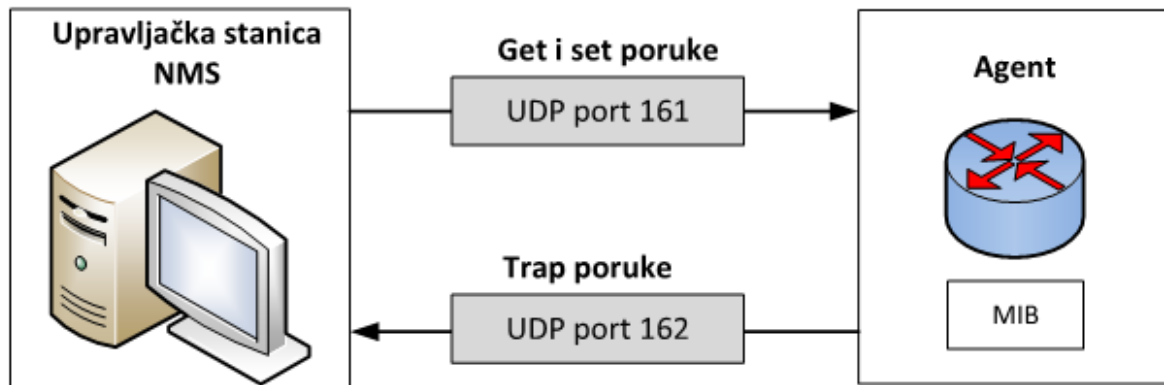 Upravljačka stanica
NMS
Get i set poruke
UDP port 161
Trap poruke
UDP port 162
Agent
MIB